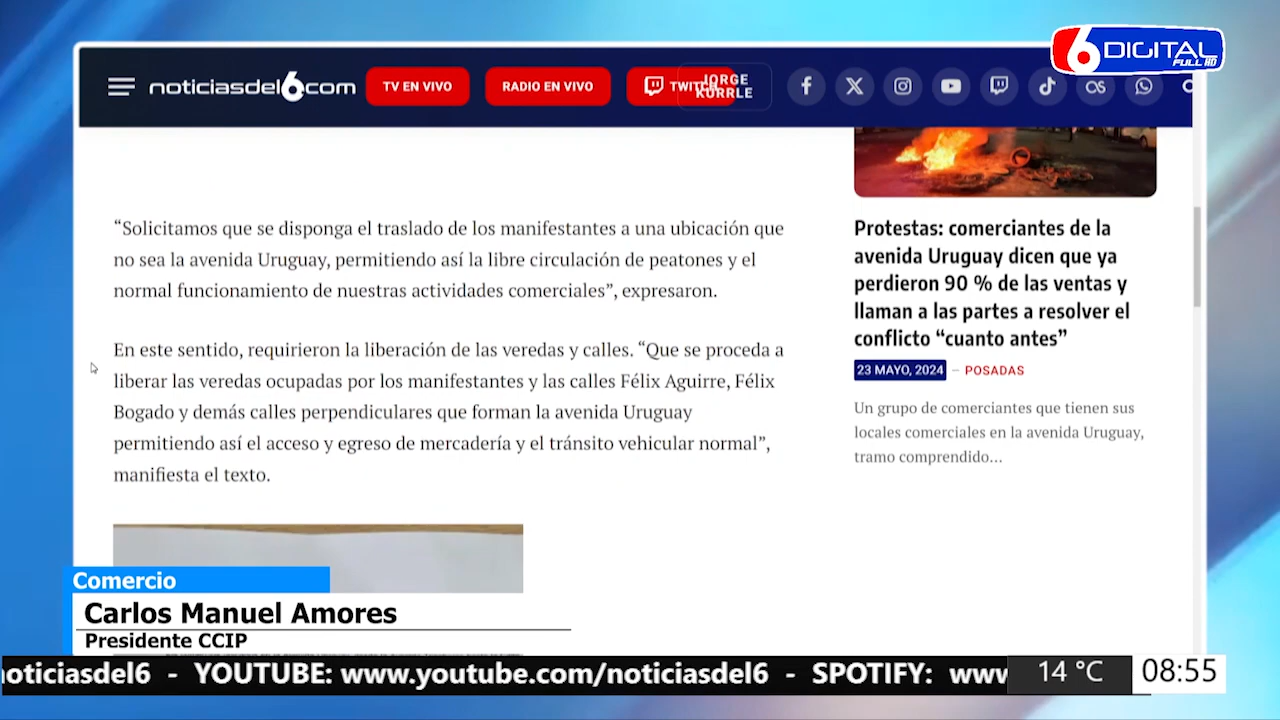 6 DIGITAL
FULL HD
noticiasdel6com
TV EN VIVO
RADIO EN VIVO
TWITCH
JORGE
KURRLE
“Solicitamos que se disponga el traslado de los manifestantes a una ubicación que
no sea la avenida Uruguay, permitiendo así la libre circulación de peatones y el
normal funcionamiento de nuestras actividades comerciales”, expresaron.
En este sentido, requirieron la liberación de las veredas y calles. “Que se proceda a
liberar las veredas ocupadas por los manifestantes y las calles Félix Aguirre, Félix
Bogado y demás calles perpendiculares que forman la avenida Uruguay
permitiendo así el acceso y egreso de mercadería y el tránsito vehicular normal”,
manifiesta el texto.
Protestas: comerciantes de la
avenida Uruguay dicen que ya
perdieron 90 % de las ventas y
llaman a las partes a resolver el
conflicto “cuanto antes”
23 MAYO, 2024 – POSADAS
Un grupo de comerciantes que tienen sus
locales comerciales en la avenida Uruguay,
tramo comprendido...
Comercio
Carlos Manuel Amores
Presidente CCIP
oticiasdel6 - YOUTUBE: www.youtube.com/noticiasdel6 - SPOTIFY: www
14 °C
08:55